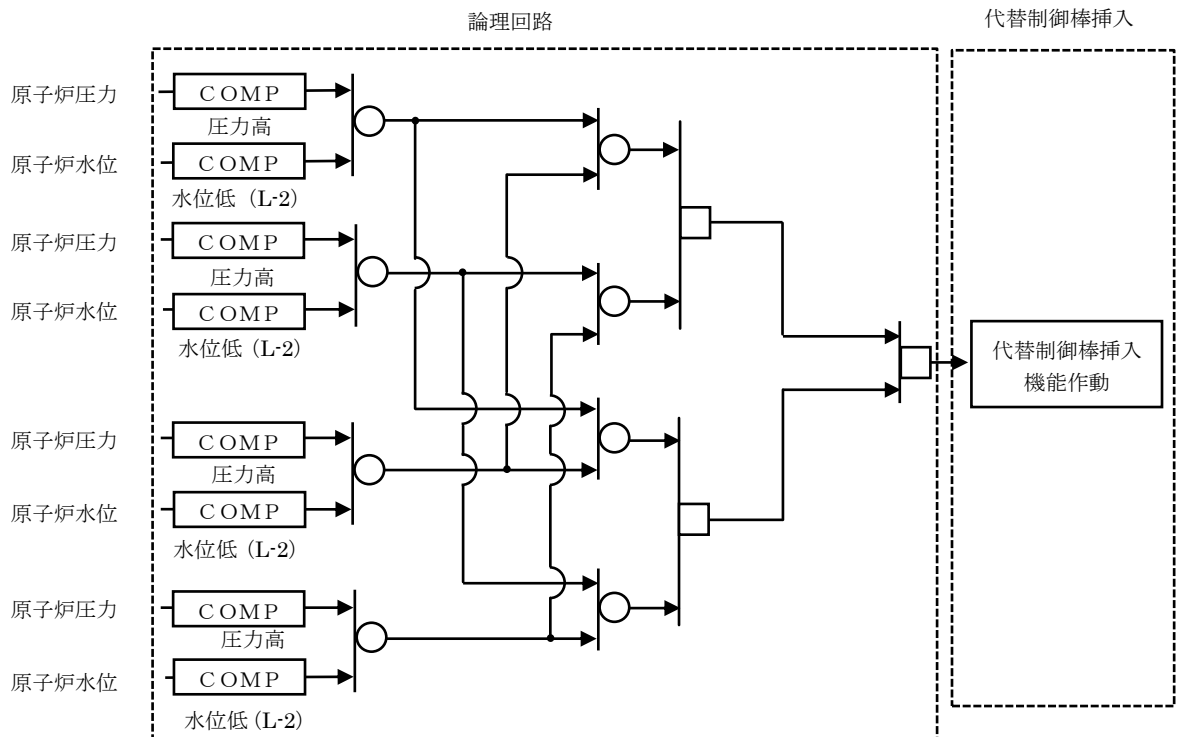 論理回路
代替制御棒挿入
原子炉圧力
COMP
圧力高
原子炉水位
COMP
水位低 (L-2)
原子炉圧力
COMP
圧力高
原子炉水位
COMP
水位低 (L-2)
代替制御棒挿入
機能作動
原子炉圧力
COMP
圧力高
原子炉水位
COMP
水位低 (L-2)
原子炉圧力
COMP
圧力高
原子炉水位
COMP
水位低 (L-2)